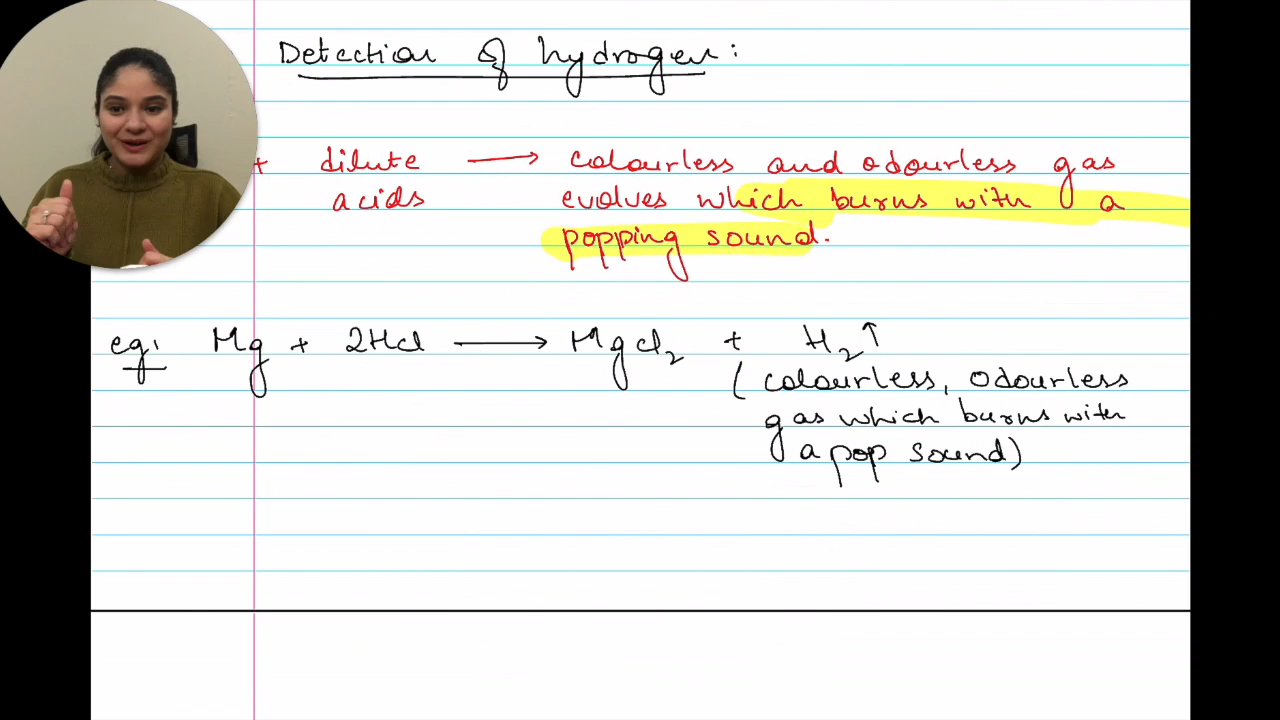 Detection of hydrogen:
+ dilute → colourless and odourless gas
acids evolves which burns with a
popping sound.
eg: Mg + 2HCl → MgCl₂ + H₂↑
(colourless, odourless
gas which burns with
a pop sound)